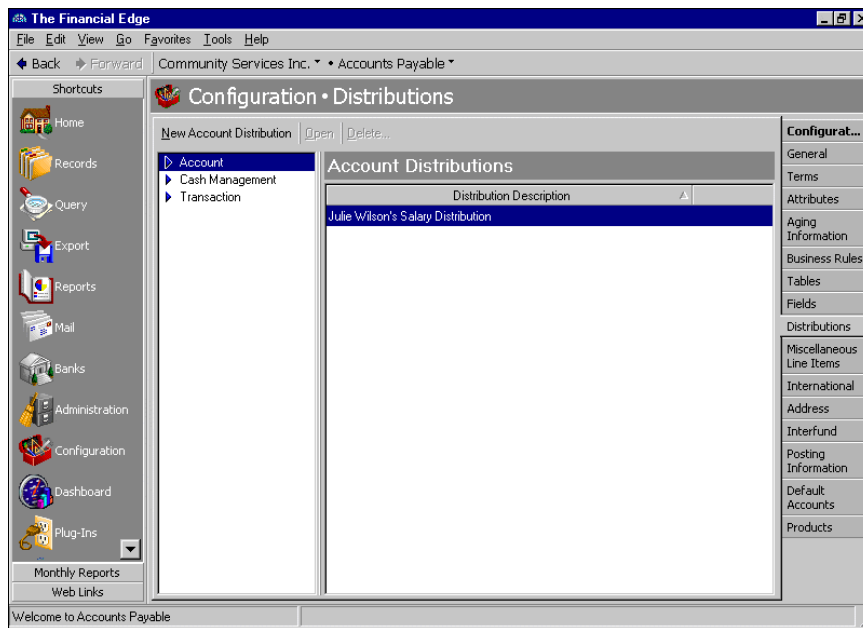 The Financial Edge
File Edit View Go Favorites Tools Help
Back Forward Community Services Inc. • Accounts Payable
Shortcuts
Home
Records
Query
Export
Reports
Mail
Banks
Administration
Configuration
Dashboard
Plug-Ins
Monthly Reports
Web Links
Configuration • Distributions
New Account Distribution Open Delete...
Account
Cash Management
Transaction
Account Distributions
Distribution Description
Julie Wilson's Salary Distribution
Configurat...
General
Terms
Attributes
Aging
Information
Business Rules
Tables
Fields
Distributions
Miscellaneous
Line Items
International
Address
Interfund
Posting
Information
Default
Accounts
Products
Welcome to Accounts Payable